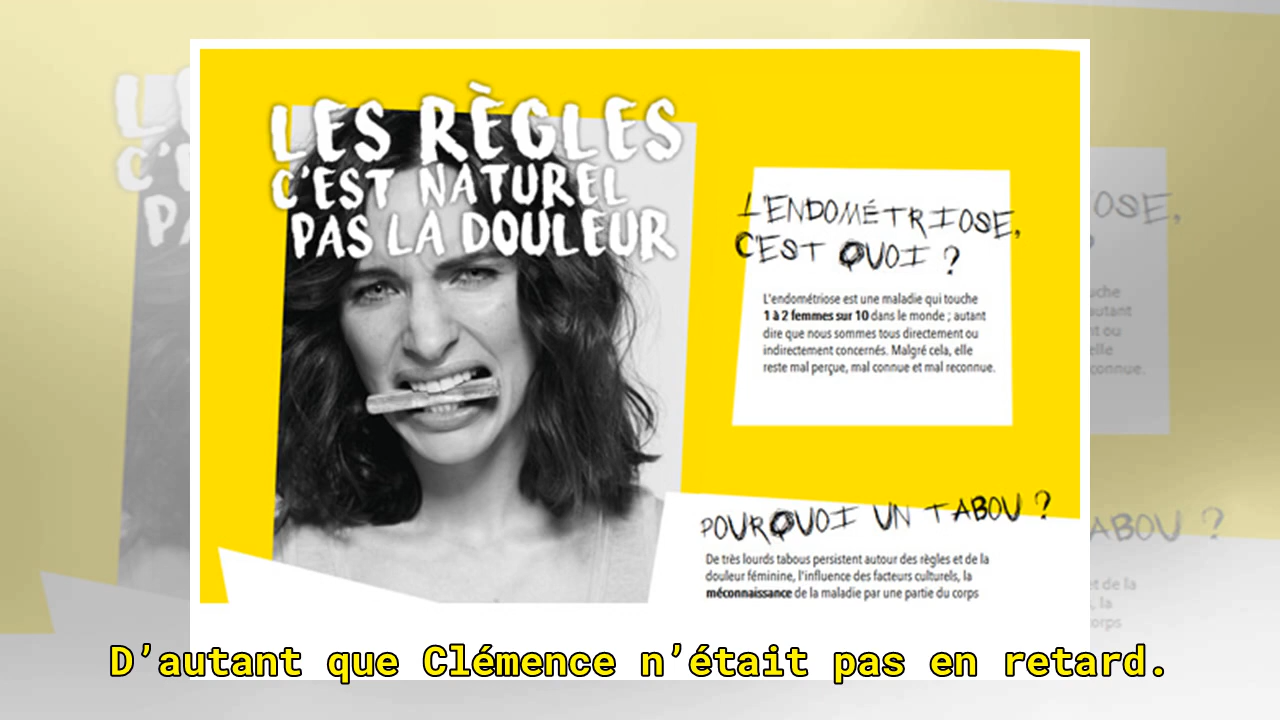 LES RÈGLES
C'EST NATUREL
PAS LA DOULEUR
L'ENDOMÉTRIOSE,
C'EST QUOI ?
L'endométriose est une maladie qui touche
1 à 2 femmes sur 10 dans le monde ; autant
dire que nous sommes tous directement ou
indirectement concernés. Malgré cela, elle
reste mal perçue, mal connue et mal reconnue.
POURQUOI UN TABOU ?
De très lourds tabous persistent autour des règles et de la
douleur féminine, l'influence des facteurs culturels, la
méconnaissance de la maladie par une partie du corps
D’autant que Clémence n’était pas en retard.